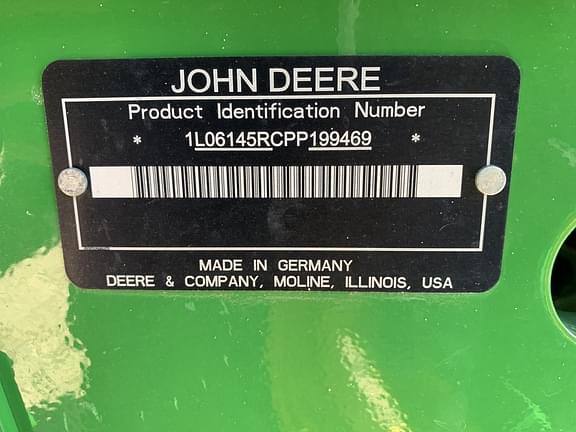 JOHN DEERE
Product Identification Number
* 1L06145RCPP199469 *
MADE IN GERMANY
DEERE & COMPANY, MOLINE, ILLINOIS, USA